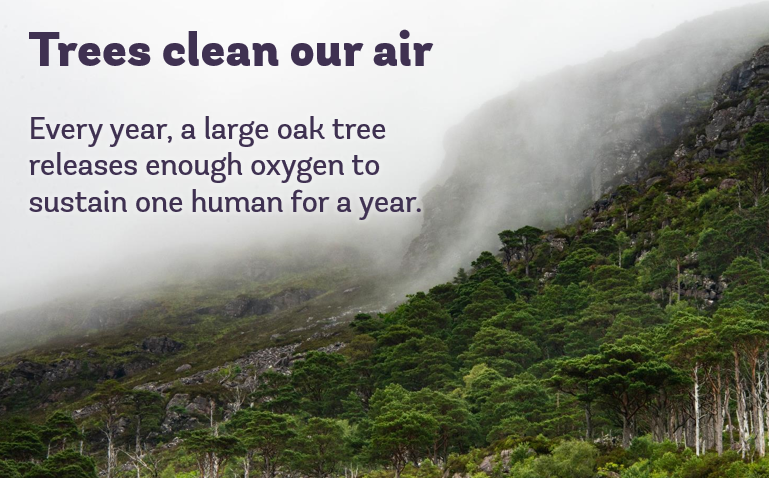 Trees clean our air
Every year, a large oak tree
releases enough oxygen to
sustain one human for a year.